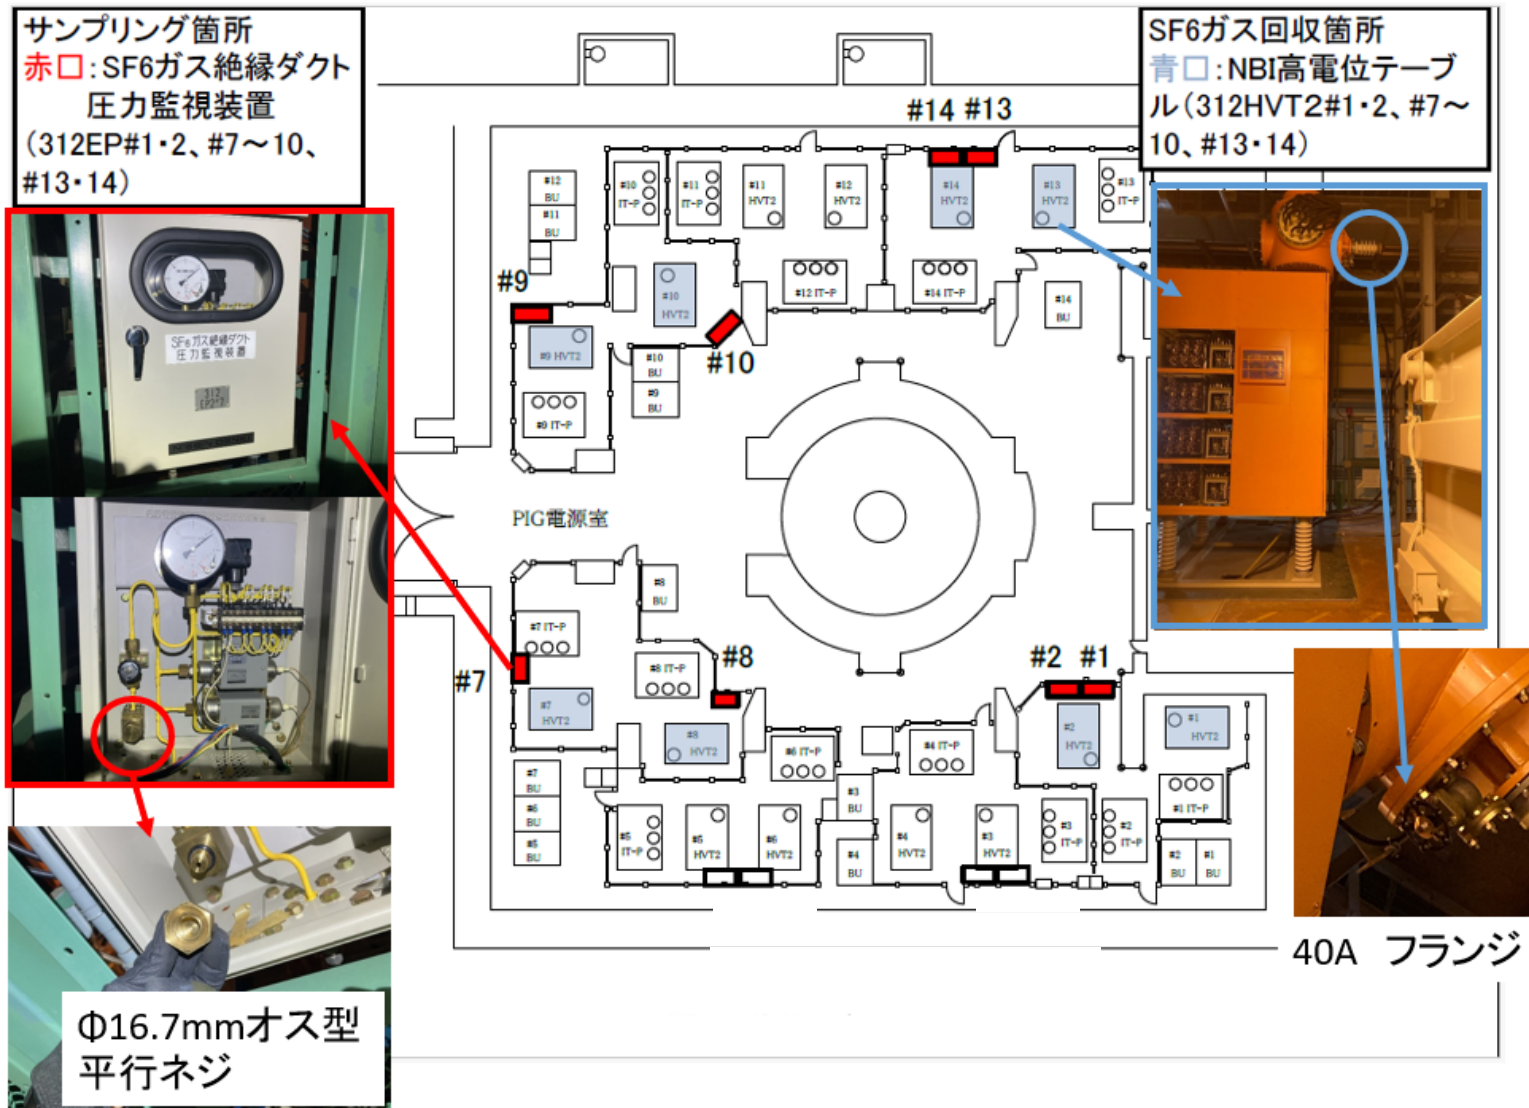 サンプリング箇所
赤□：SF6ガス絶縁ダクト
圧力監視装置
（312EP#1・2、#7～10、
#13・14）
SF6ガス回収箇所
青□：NBI高電位テーブ
ル（312HVT2#1・2、#7～
10、#13・14）
#14 #13
#12
BU
#11
BU
#10
IT-P
#11
IT-P
#11
HVT2
#12
HVT2
#14
HVT2
#13
HVT2
#13
IT-P
#9
#10
HVT2
#12 IT-P
#14 IT-P
#14
BU
#10
#9 HVT2
#10
BU
#9
BU
#9 IT-P
SF6ガス絶縁ダクト
圧力監視装置
312
PIG電源室
#8
BU
#7 IT-P
#8 IT-P
#7
#8
#2 #1
#7
HVT2
#8
HVT2
#6 IT-P
#4 IT-P
#2
HVT2
#1
HVT2
#7
BU
#6
BU
#5
BU
#5
IT-P
#5
HVT2
#6
HVT2
#3
BU
#4
BU
#4
HVT2
#3
HVT2
#3
IT-P
#2
IT-P
#1 IT-P
#2
BU
#1
BU
40A フランジ
Φ16.7mmオス型
平行ネジ